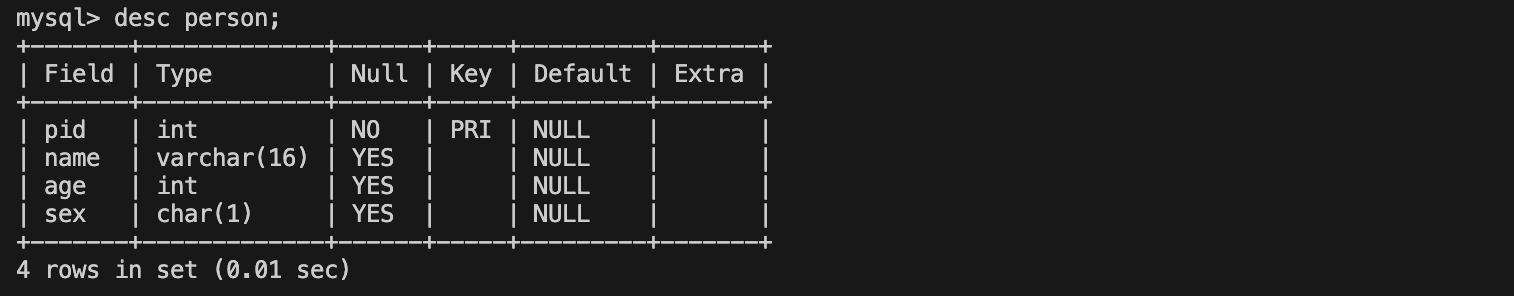 mysql> desc person;
+-------+-------------+------+-----+---------+-------+
| Field | Type        | Null | Key | Default | Extra |
+-------+-------------+------+-----+---------+-------+
| pid   | int         | NO   | PRI | NULL    |       |
| name  | varchar(16) | YES  |     | NULL    |       |
| age   | int         | YES  |     | NULL    |       |
| sex   | char(1)     | YES  |     | NULL    |       |
+-------+-------------+------+-----+---------+-------+
4 rows in set (0.01 sec)